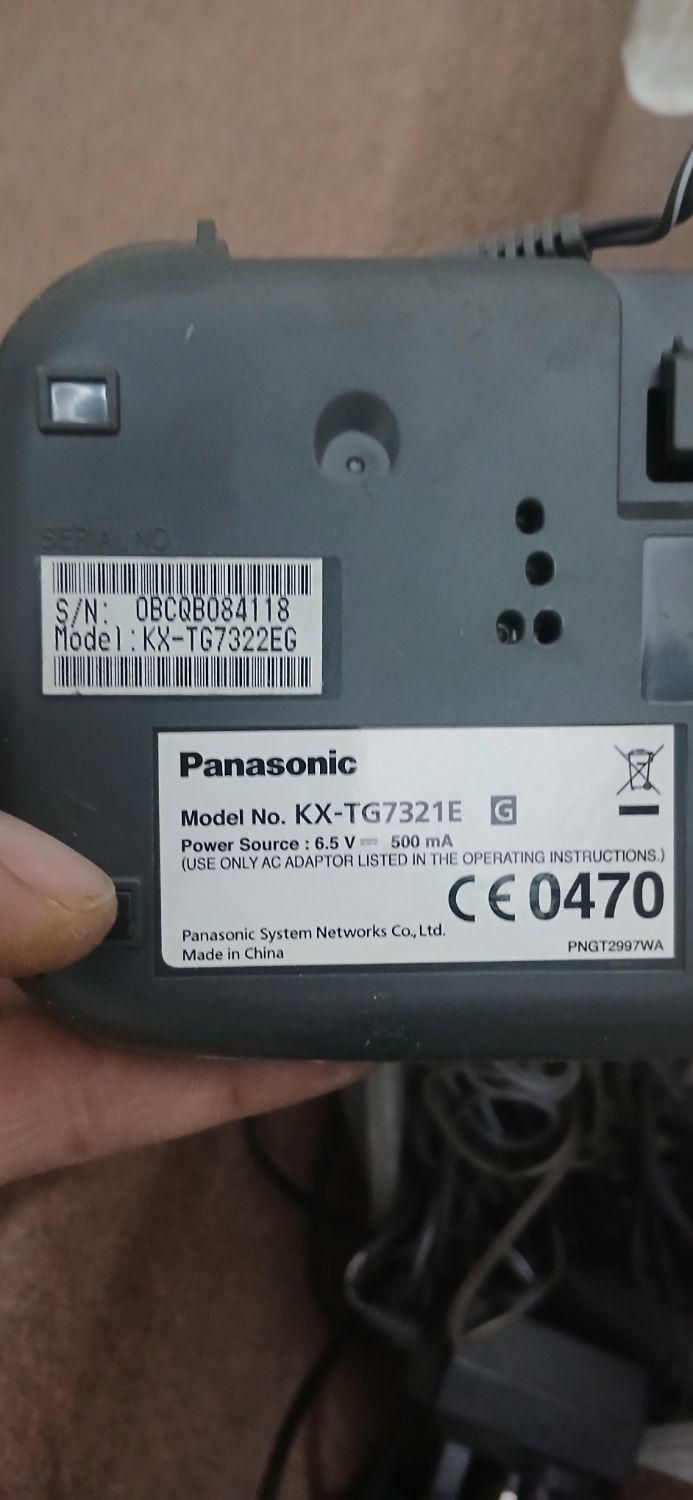 SERIAL NO.
S/N: 0BCQB084118
Model:KX-TG7322EG
Panasonic
Model No. KX-TG7321E G
Power Source : 6.5 V ⎓ 500 mA
(USE ONLY AC ADAPTOR LISTED IN THE OPERATING INSTRUCTIONS.)
CE 0470
Panasonic System Networks Co.,Ltd.
Made in China
PNGT2997WA